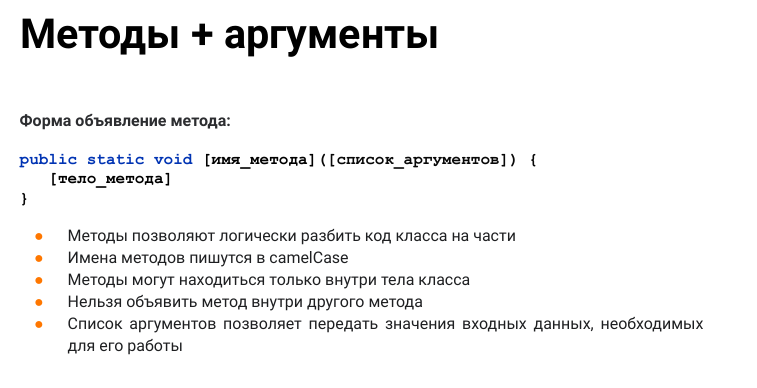 Методы + аргументы
Форма объявление метода:
public static void [имя_метода]([список_аргументов]) {
[тело_метода]
}
● Методы позволяют логически разбить код класса на части
● Имена методов пишутся в camelCase
● Методы могут находиться только внутри тела класса
● Нельзя объявить метод внутри другого метода
● Список аргументов позволяет передать значения входных данных, необходимых
для его работы